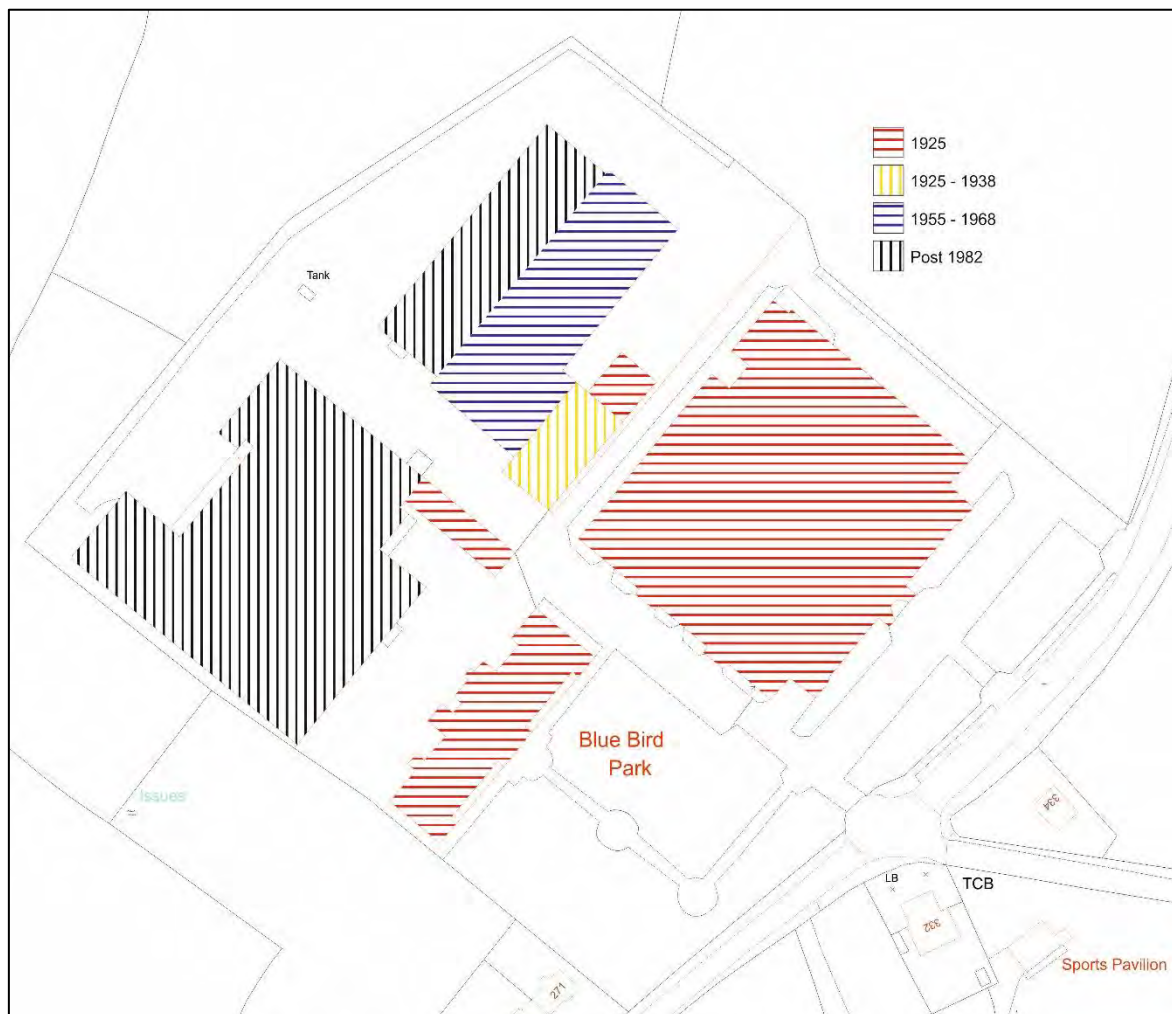 1925
1925 - 1938
1955 - 1968
Post 1982
Tank
Blue Bird
Park
Issues
334
LB
TCB
332
Sports Pavilion
271